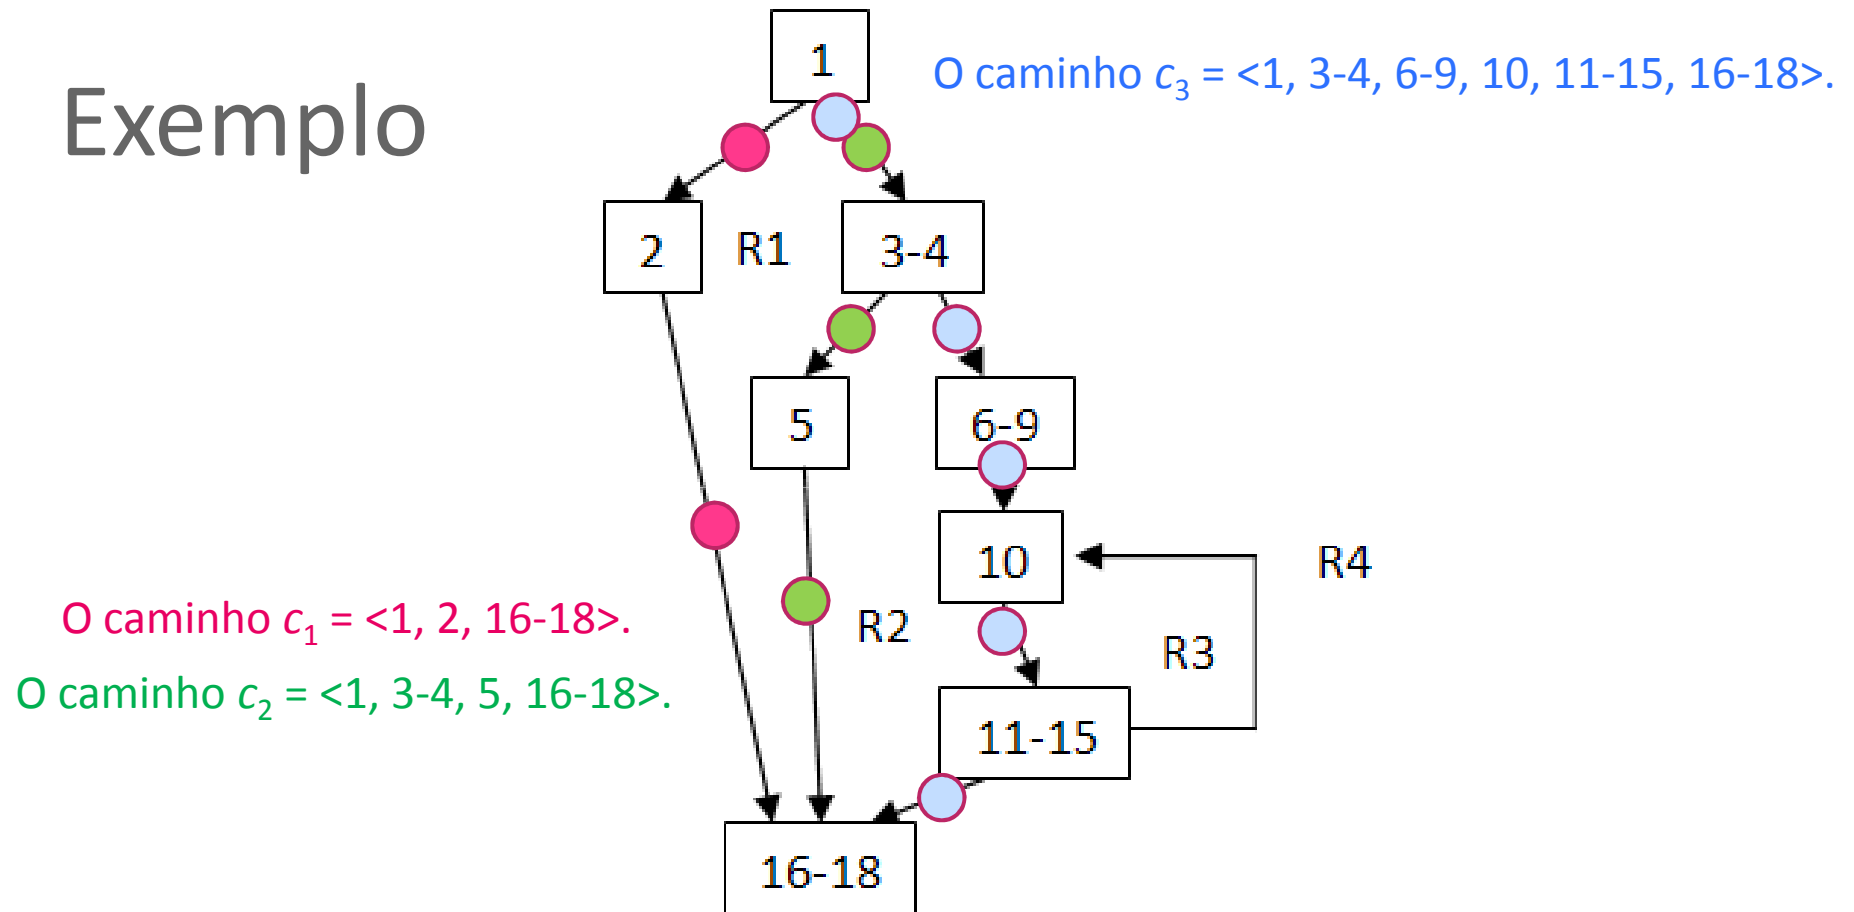 Exemplo
O caminho c3 = <1, 3-4, 6-9, 10, 11-15, 16-18>.
1
2
R1
3-4
5
6-9
10
R4
O caminho c1 = <1, 2, 16-18>.
R2
R3
O caminho c2 = <1, 3-4, 5, 16-18>.
11-15
16-18